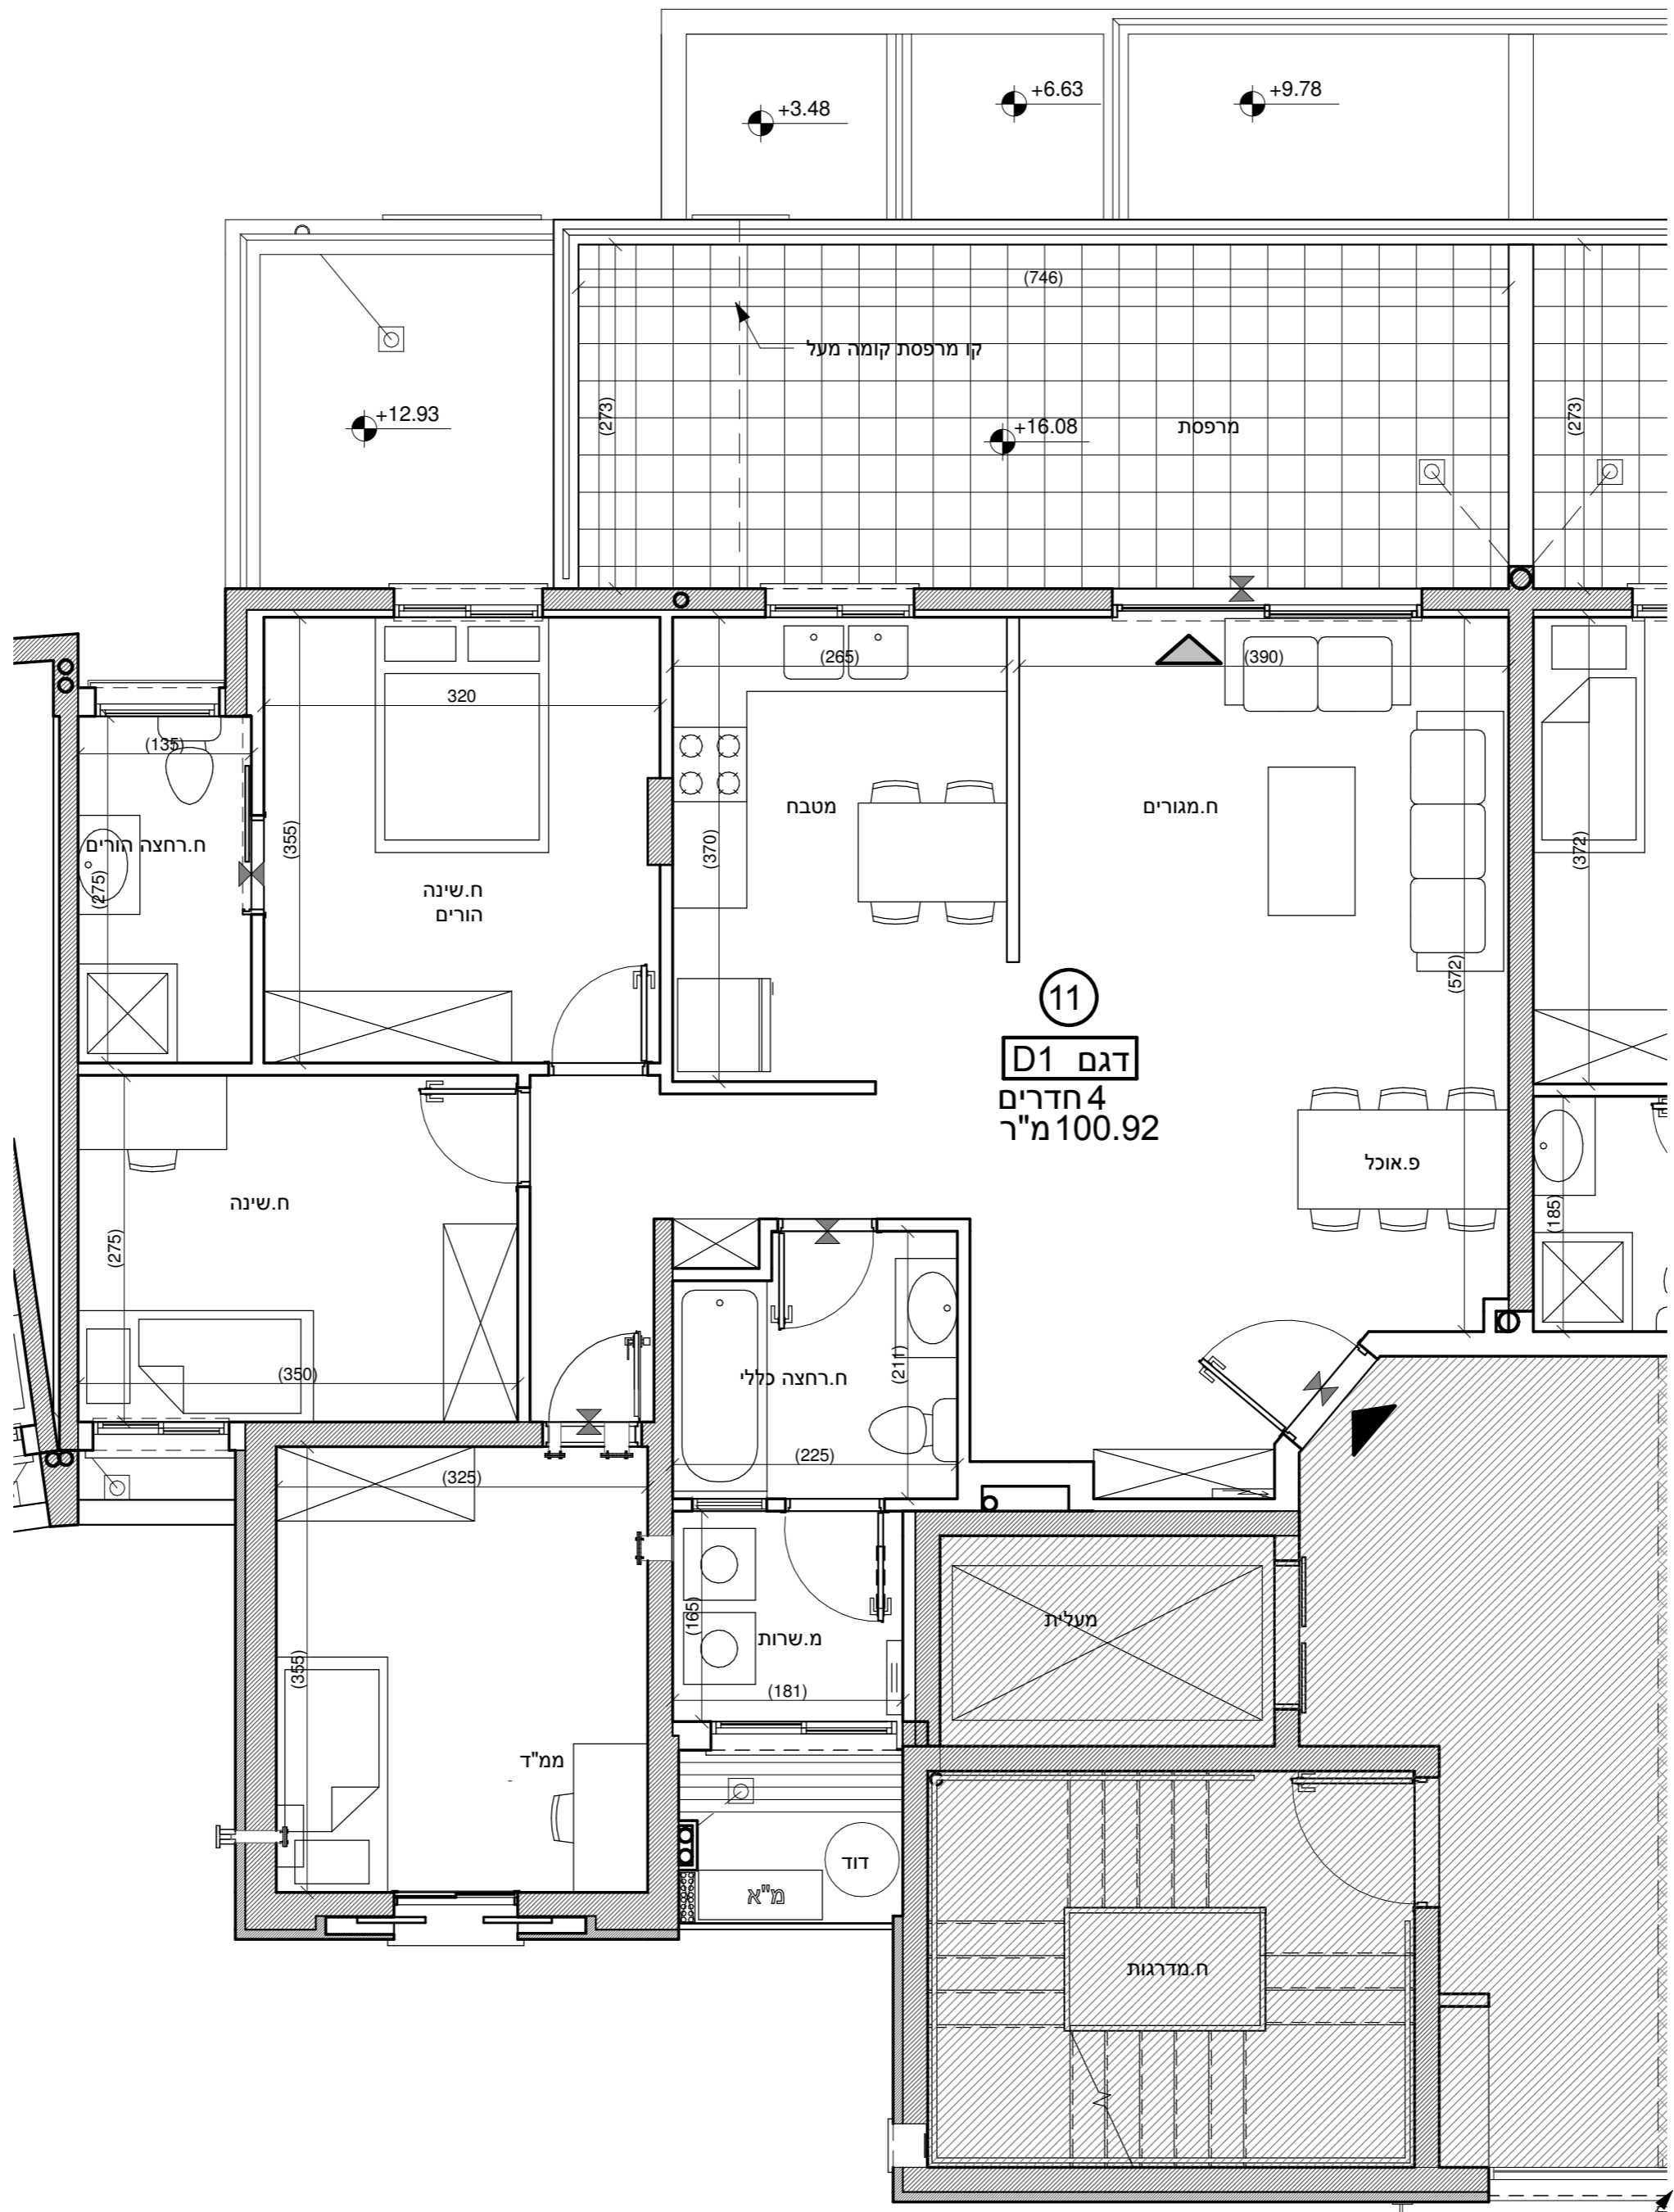 +3.48
+6.63
+9.78
(746)
קו מרפסת קומה מעל
+12.93
(273)
+16.08
מרפסת
(273)
(265)
(390)
320
(135)
ח.רחצה הורים
(275)
(355)
ח.שינה
הורים
(370)
מטבח
ח.מגורים
(372)
(572)
11
דגם D1
4 חדרים
100.92 מ"ר
פ.אוכל
(185)
ח.שינה
(275)
(350)
ח.רחצה כללי
(211)
(225)
(325)
(355)
ממ"ד
(165)
מ.שרות
(181)
מעלית
דוד
מ"א
ח.מדרגות